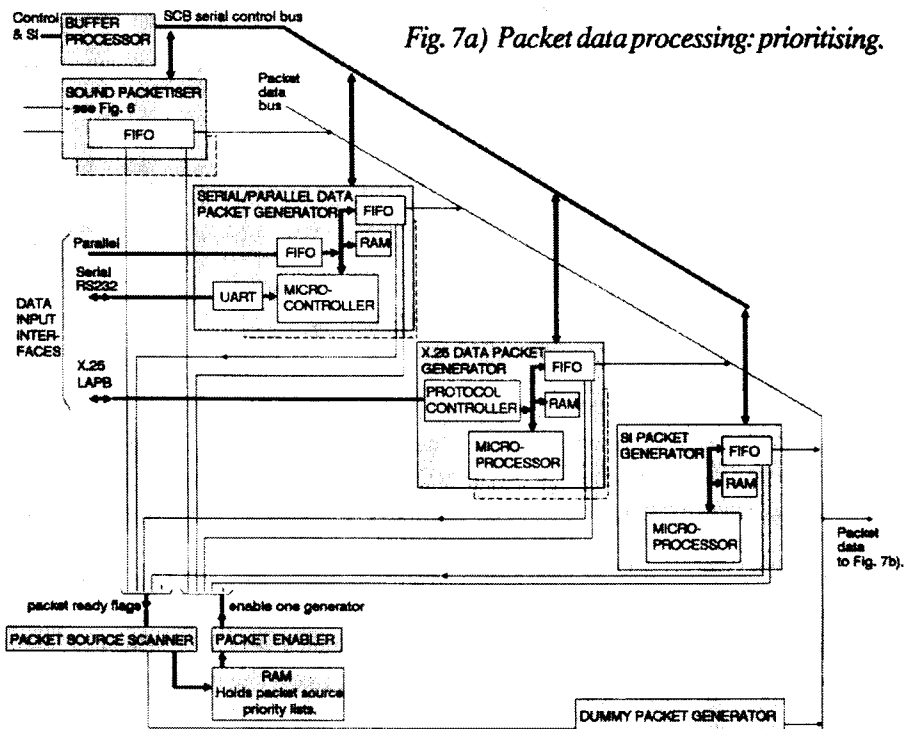 Fig. 7a) Packet data processing: prioritising.
Control
& SI
BUFFER
PROCESSOR
SCB serial control bus
SOUND PACKETISER
- see Fig. 6
FIFO
Packet
data
bus
SERIAL/PARALLEL DATA
PACKET GENERATOR
FIFO
RAM
FIFO
UART
MICRO-
CONTROLLER
Parallel
Serial
RS232
DATA
INPUT
INTER-
FACES
X.25
LAPB
X.25 DATA PACKET
GENERATOR
FIFO
PROTOCOL
CONTROLLER
RAM
MICRO-
PROCESSOR
SI PACKET
GENERATOR
FIFO
RAM
MICRO-
PROCESSOR
Packet
data
to Fig. 7b).
packet ready flags
enable one generator
PACKET SOURCE SCANNER
PACKET ENABLER
RAM
Holds packet source
priority lists.
DUMMY PACKET GENERATOR